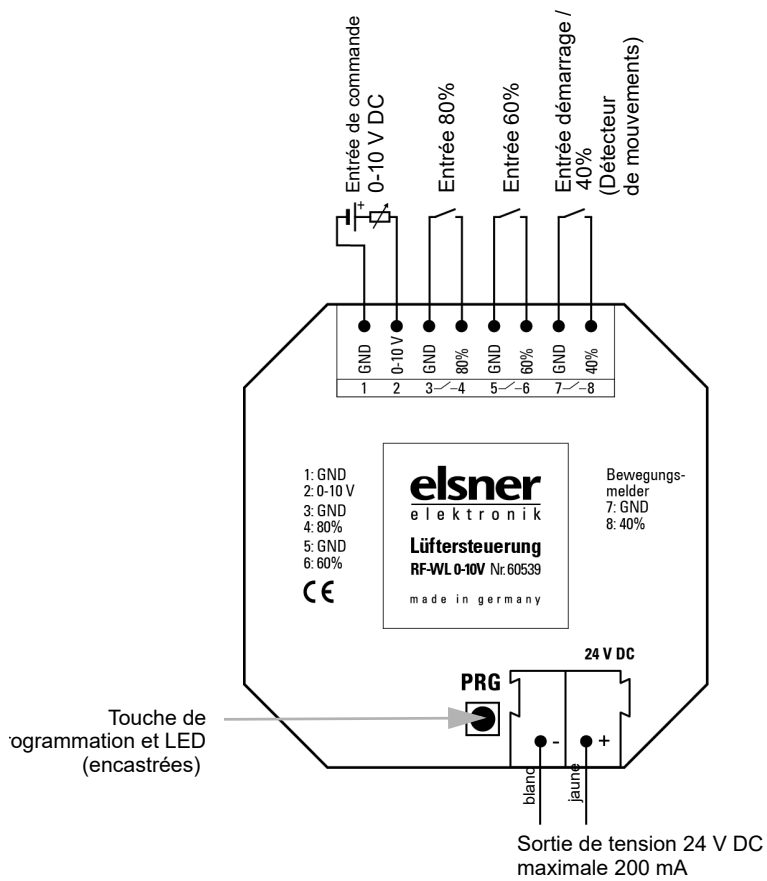 Entrée de commande
0-10 V DC
Entrée 80%
Entrée 60%
Entrée démarrage /
40%
(Détecteur
de mouvements)
+
GND
0-10 V
GND
80%
GND
60%
GND
40%
1
2
3
4
5
6
7
8
1: GND
2: 0-10 V
3: GND
4: 80%
5: GND
6: 60%
CE
elsner
elektronik
Lüftersteuerung
RF-WL 0-10V Nr. 60539
made in germany
Bewegungs-
melder
7: GND
8: 40%
24 V DC
PRG
Touche de
rogrammation et LED
(encastrées)
- +
blanc
jaune
Sortie de tension 24 V DC
maximale 200 mA